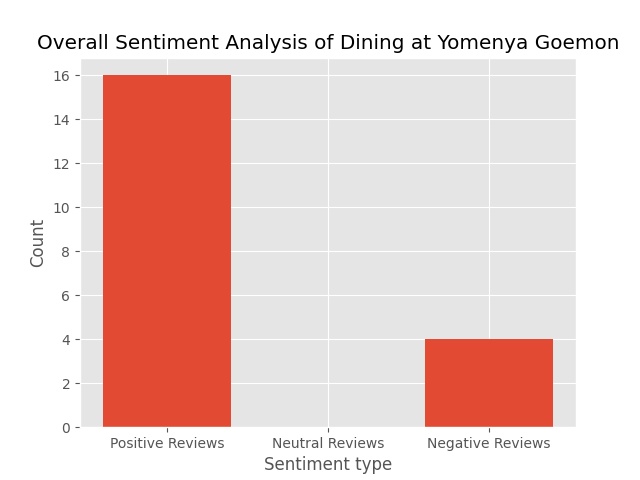 Overall Sentiment Analysis of Dining at Yomenya Goemon
16
14
12
10
8
6
4
2
0
Count
Positive Reviews
Neutral Reviews
Negative Reviews
Sentiment type